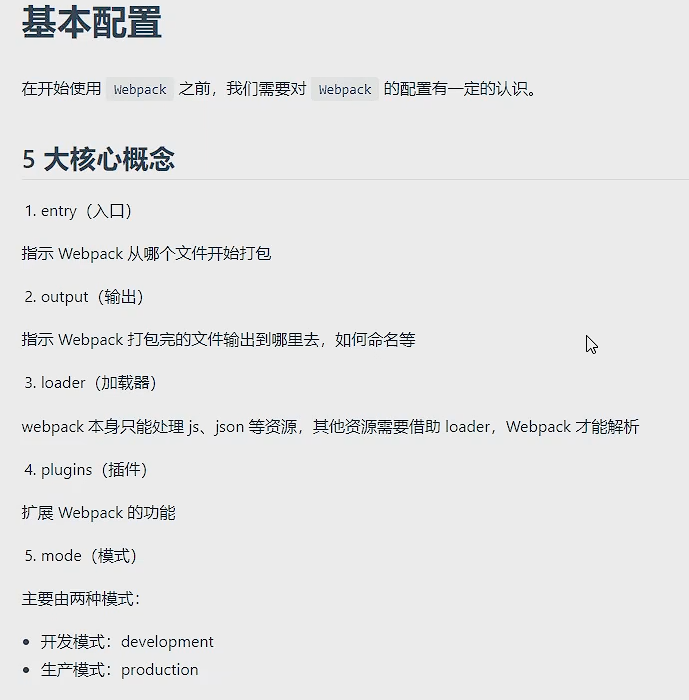 基本配置
在开始使用 Webpack 之前，我们需要对 Webpack 的配置有一定的认识。
5 大核心概念
1. entry（入口）
指示 Webpack 从哪个文件开始打包
2. output（输出）
指示 Webpack 打包完的文件输出到哪里去，如何命名等
3. loader（加载器）
webpack 本身只能处理 js、json 等资源，其他资源需要借助 loader，Webpack 才能解析
4. plugins（插件）
扩展 Webpack 的功能
5. mode（模式）
主要由两种模式：
• 开发模式：development
• 生产模式：production